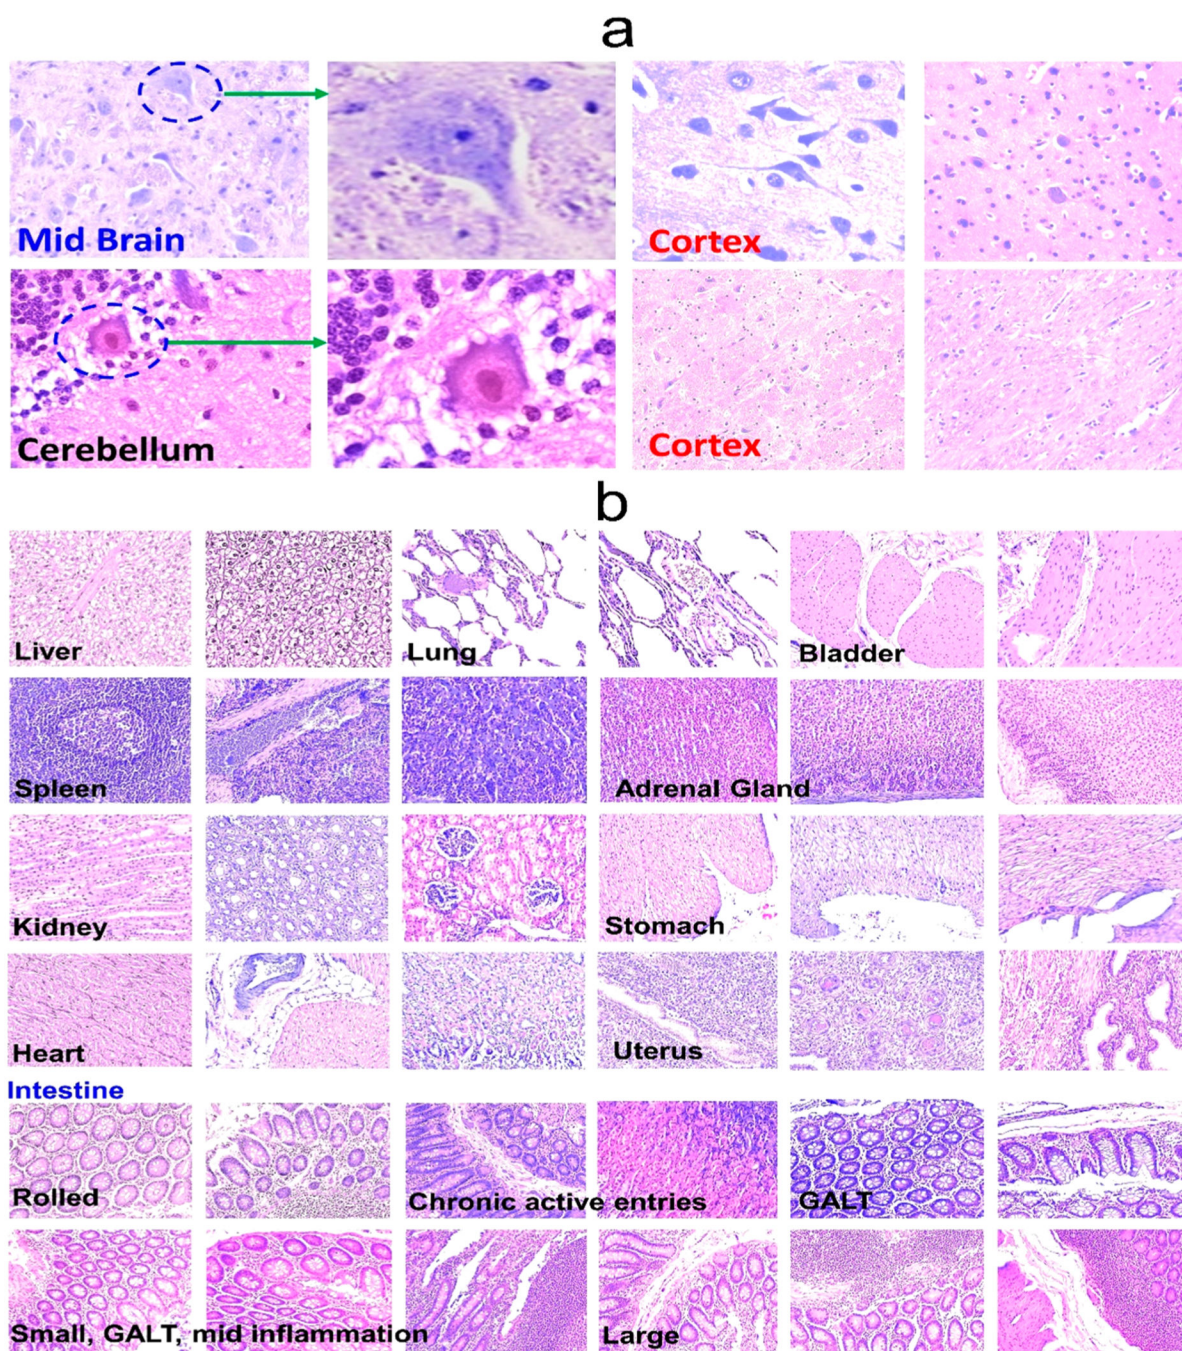 a
Mid Brain
Cortex
Cerebellum
Cortex
b
Liver
Lung
Bladder
Spleen
Adrenal Gland
Kidney
Stomach
Heart
Uterus
Intestine
Rolled
Chronic active entries
GALT
Small, GALT, mid inflammation
Large